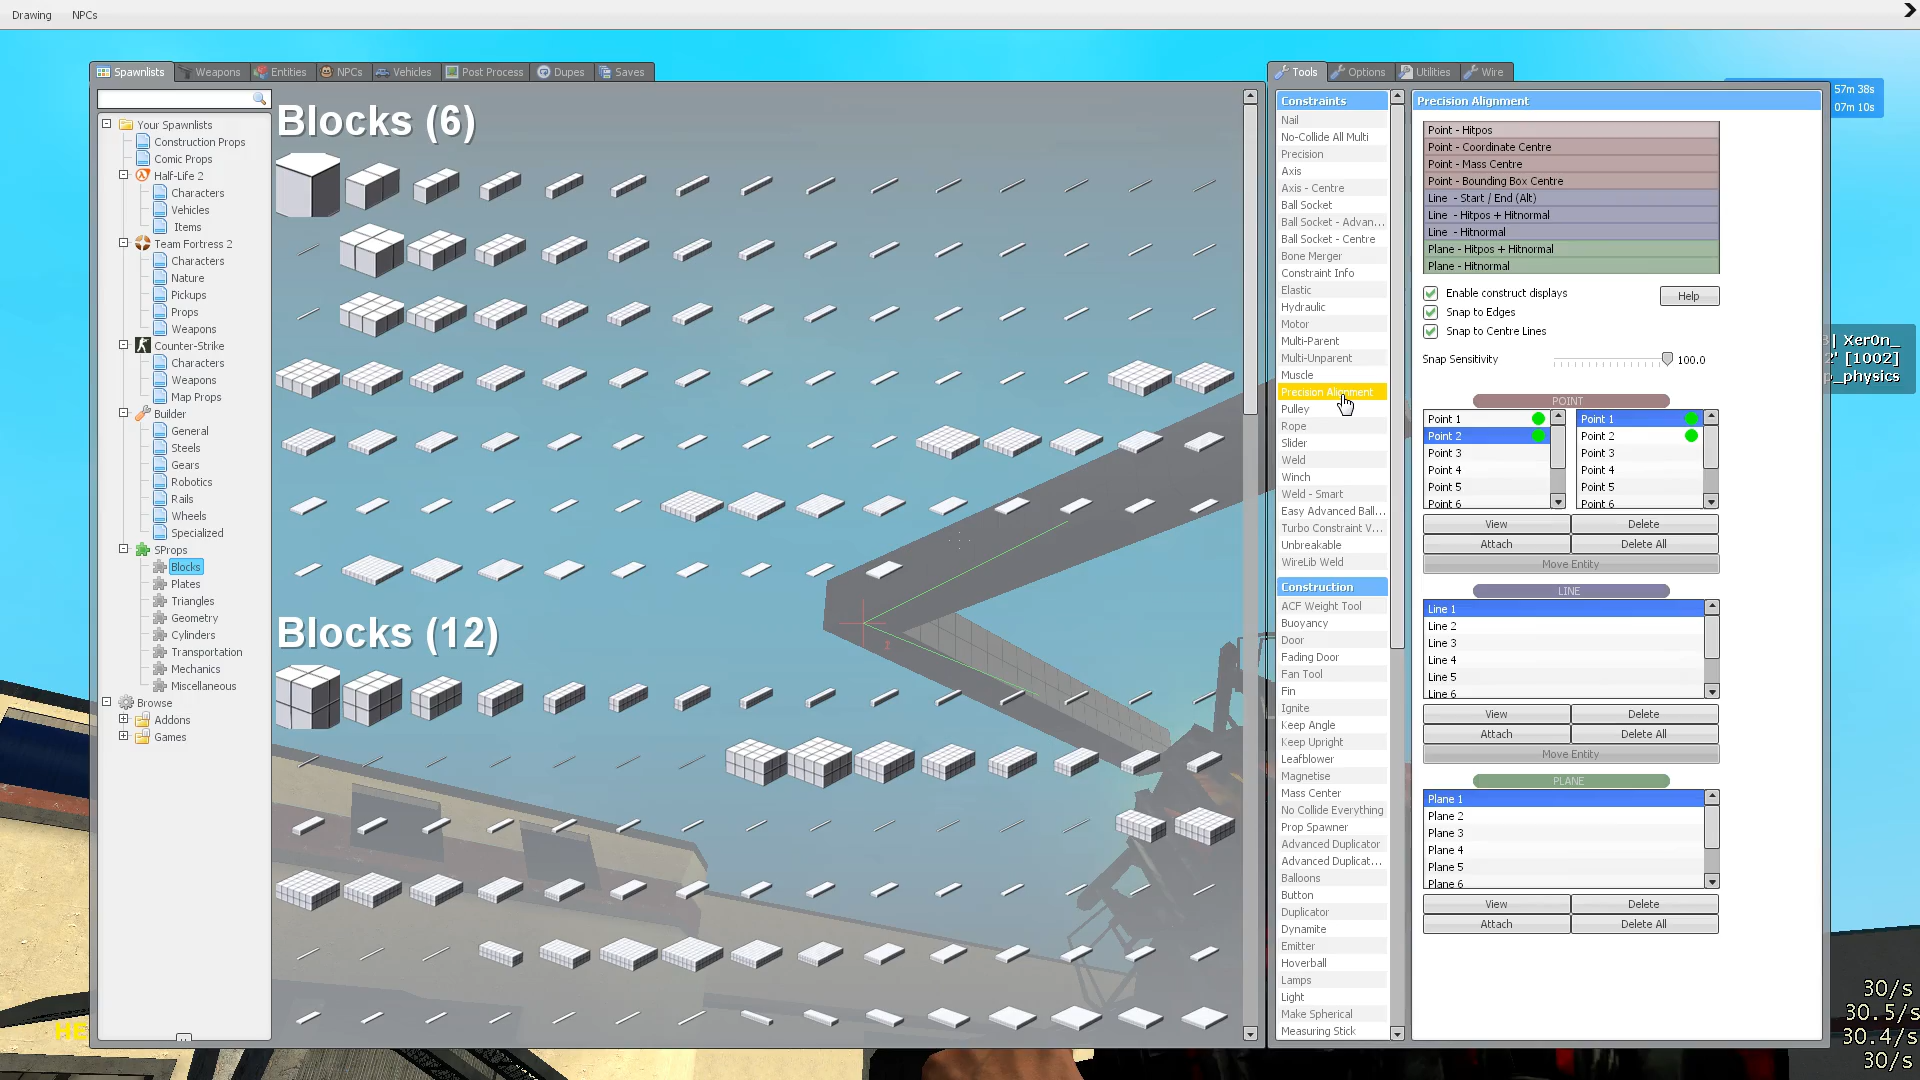 Drawing
NPCs
Spawnlists
Weapons
Entities
NPCs
Vehicles
Post Process
Dupes
Saves
Your Spawnlists
Construction Props
Comic Props
Half-Life 2
Characters
Vehicles
Items
Team Fortress 2
Characters
Nature
Pickups
Props
Weapons
Counter-Strike
Characters
Weapons
Map Props
Builder
General
Steels
Gears
Robotics
Rails
Wheels
Specialized
SProps
Blocks
Plates
Triangles
Geometry
Cylinders
Transportation
Mechanics
Miscellaneous
Browse
Addons
Games
Blocks (6)
Blocks (12)
Tools
Options
Utilities
Wire
Constraints
Nail
No-Collide All Multi
Precision
Axis
Axis - Centre
Ball Socket
Ball Socket - Advan...
Ball Socket - Centre
Bone Merger
Constraint Info
Elastic
Hydraulic
Motor
Multi-Parent
Multi-Unparent
Muscle
Precision Alignment
Pulley
Rope
Slider
Weld
Winch
Weld - Smart
Easy Advanced Ball...
Turbo Constraint V...
Unbreakable
WireLib Weld
Construction
ACF Weight Tool
Buoyancy
Door
Fading Door
Fan Tool
Fin
Ignite
Keep Angle
Keep Upright
Leafblower
Magnetise
Mass Center
No Collide Everything
Prop Spawner
Advanced Duplicator
Advanced Duplicat...
Balloons
Button
Duplicator
Dynamite
Emitter
Hoverball
Lamps
Light
Make Spherical
Measuring Stick
Precision Alignment
Point - Hitpos
Point - Coordinate Centre
Point - Mass Centre
Point - Bounding Box Centre
Line - Start / End (Alt)
Line - Hitpos + Hitnormal
Line - Hitnormal
Plane - Hitpos + Hitnormal
Plane - Hitnormal
Enable construct displays
Help
Snap to Edges
Snap to Centre Lines
Snap Sensitivity 100.0
POINT
Point 1 Point 1
Point 2 Point 2
Point 3 Point 3
Point 4 Point 4
Point 5 Point 5
Point 6 Point 6
View Delete
Attach Delete All
Move Entity
LINE
Line 1
Line 2
Line 3
Line 4
Line 5
Line 6
View Delete
Attach Delete All
Move Entity
PLANE
Plane 1
Plane 2
Plane 3
Plane 4
Plane 5
Plane 6
View Delete
Attach Delete All
57m 38s
07m 10s
| Xer0n_
2' [1002]
p_physics
HE
30/s
30.5/s
30.4/s
30/s